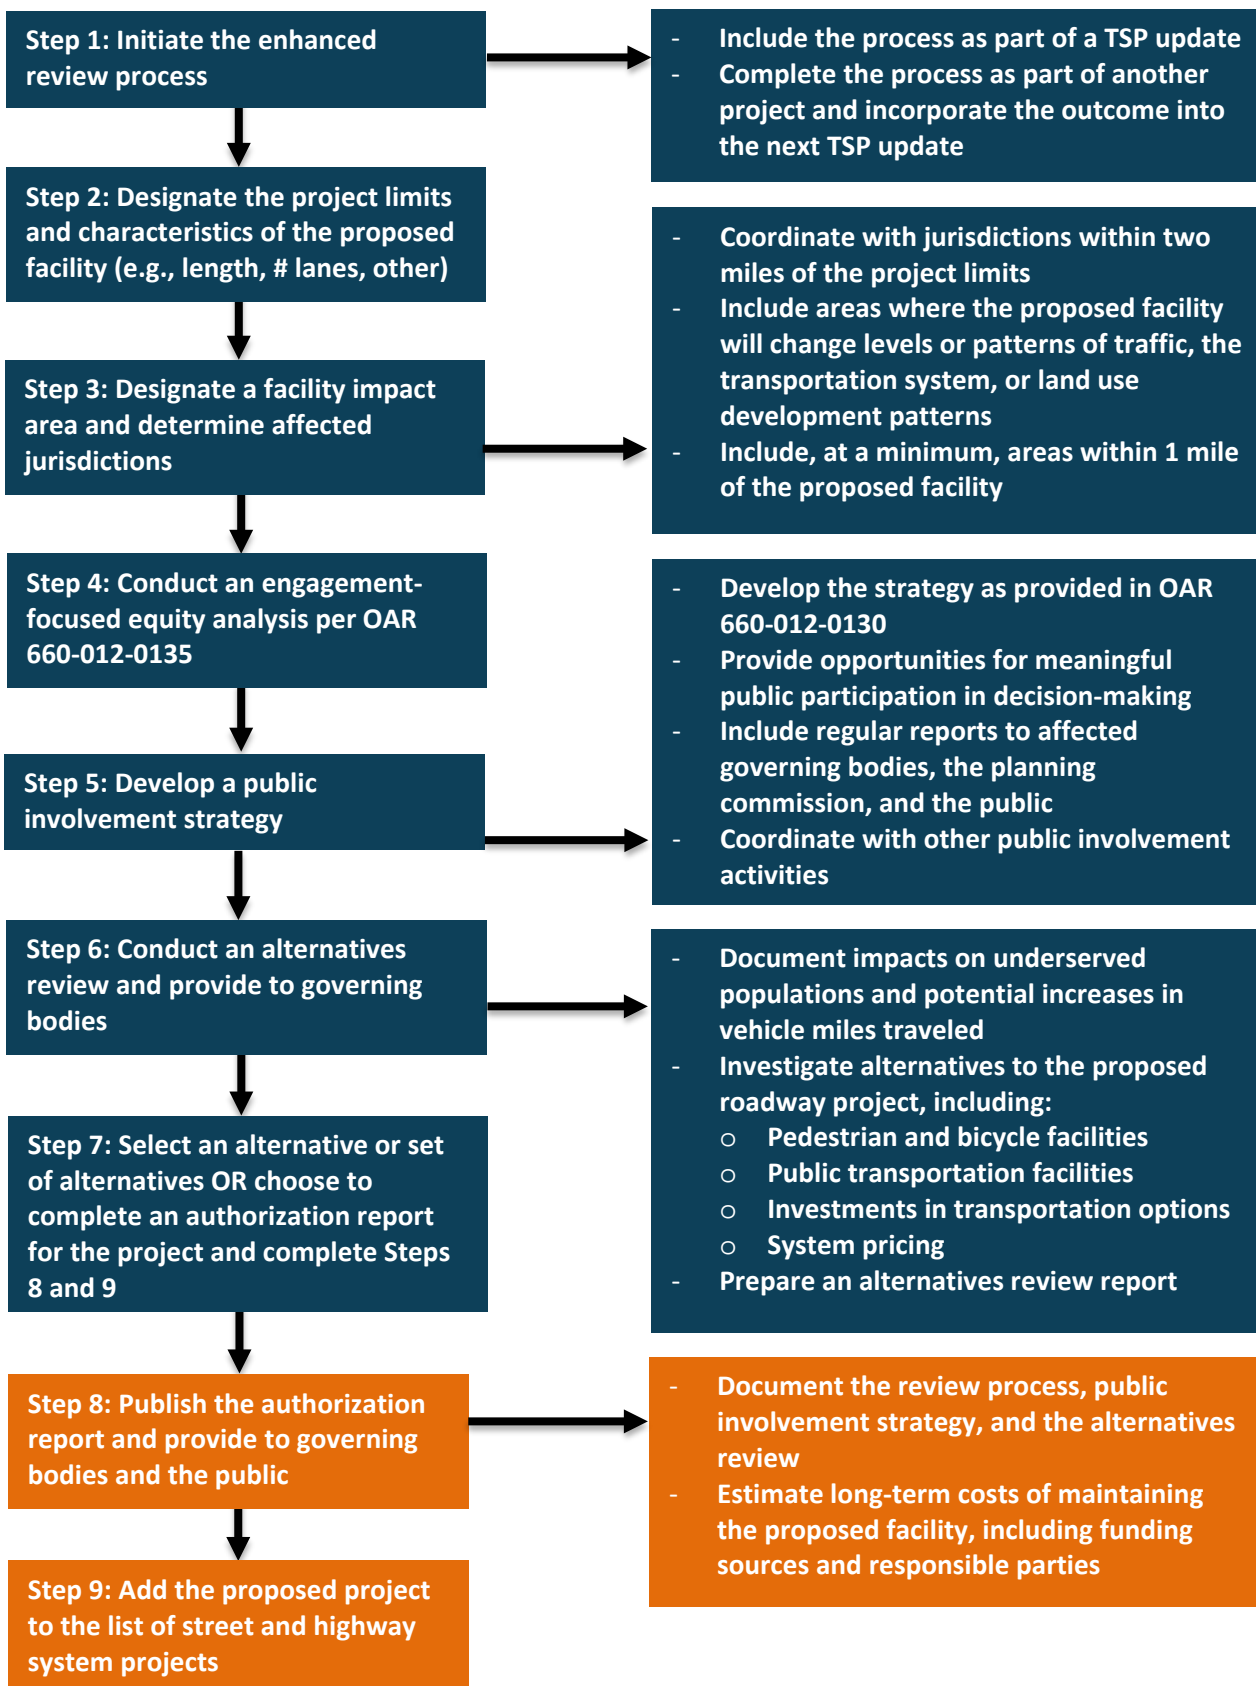 Step 1: Initiate the enhanced
review process
- Include the process as part of a TSP update
- Complete the process as part of another
project and incorporate the outcome into
the next TSP update
Step 2: Designate the project limits
and characteristics of the proposed
facility (e.g., length, # lanes, other)
Step 3: Designate a facility impact
area and determine affected
jurisdictions
- Coordinate with jurisdictions within two
miles of the project limits
- Include areas where the proposed facility
will change levels or patterns of traffic, the
transportation system, or land use
development patterns
- Include, at a minimum, areas within 1 mile
of the proposed facility
Step 4: Conduct an engagement-
focused equity analysis per OAR
660-012-0135
Step 5: Develop a public
involvement strategy
- Develop the strategy as provided in OAR
660-012-0130
- Provide opportunities for meaningful
public participation in decision-making
- Include regular reports to affected
governing bodies, the planning
commission, and the public
- Coordinate with other public involvement
activities
Step 6: Conduct an alternatives
review and provide to governing
bodies
- Document impacts on underserved
populations and potential increases in
vehicle miles traveled
- Investigate alternatives to the proposed
roadway project, including:
o Pedestrian and bicycle facilities
o Public transportation facilities
o Investments in transportation options
o System pricing
- Prepare an alternatives review report
Step 7: Select an alternative or set
of alternatives OR choose to
complete an authorization report
for the project and complete Steps
8 and 9
Step 8: Publish the authorization
report and provide to governing
bodies and the public
- Document the review process, public
involvement strategy, and the alternatives
review
- Estimate long-term costs of maintaining
the proposed facility, including funding
sources and responsible parties
Step 9: Add the proposed project
to the list of street and highway
system projects